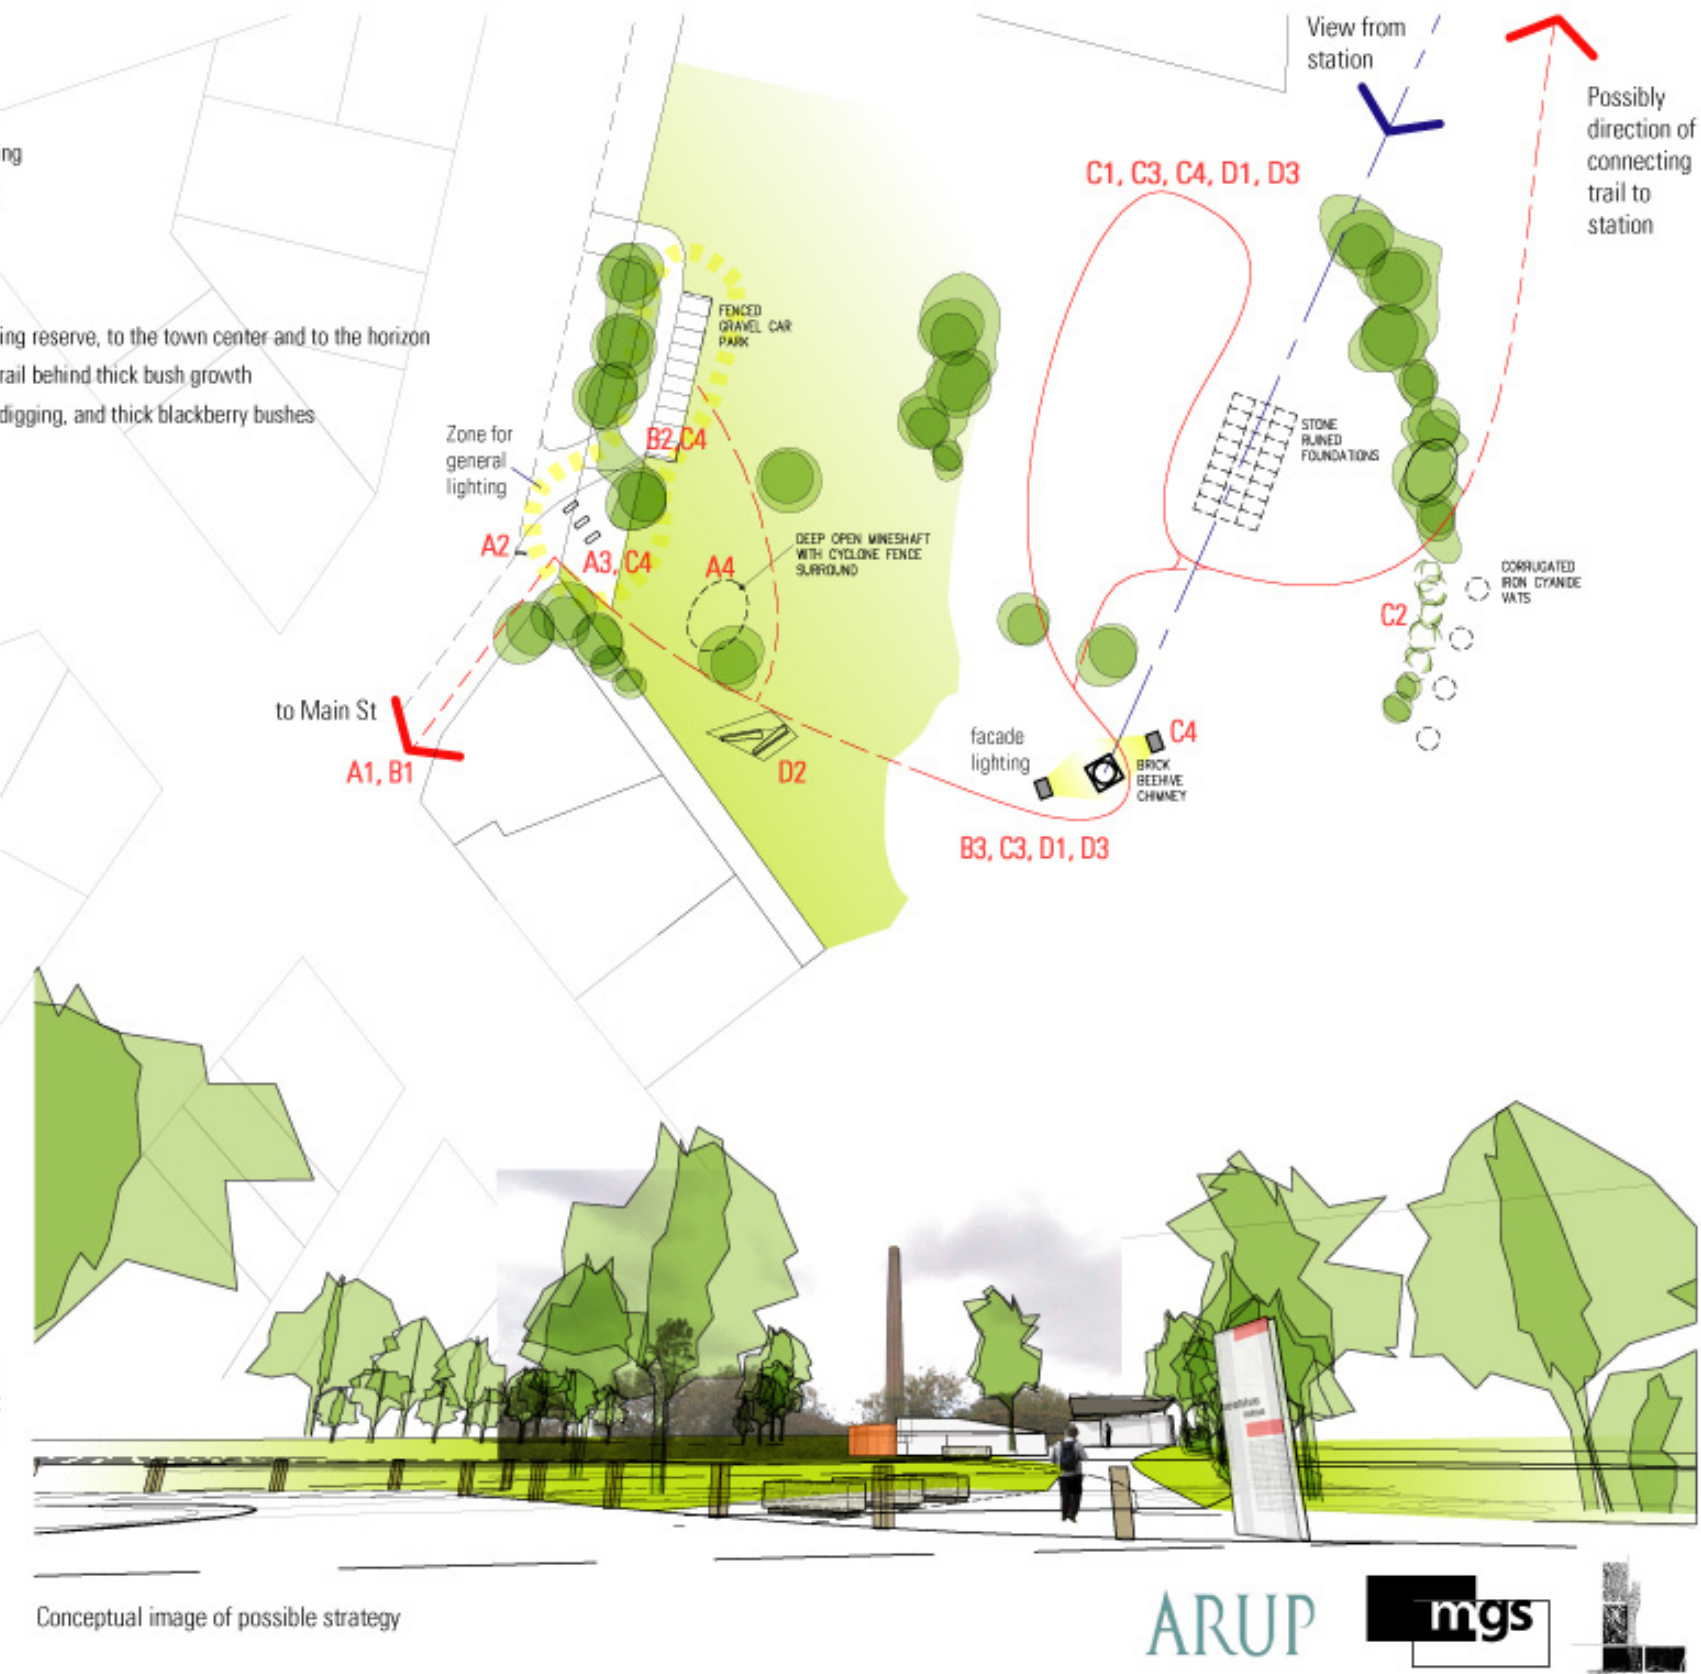 View from
station
Possibly
direction of
connecting
trail to
station
ing
C1, C3, C4, D1, D3
ing reserve, to the town center and to the horizon
rail behind thick bush growth
digging, and thick blackberry bushes
FENCED
GRAVEL CAR
PARK
Zone for
general
lighting
B2,C4
STONE
RUINED
FOUNDATIONS
A2
A3, C4
A4
DEEP OPEN MINESHAFT
WITH CYCLONE FENCE
SURROUND
CORRUGATED
IRON CYANIDE
VATS
C2
to Main St
A1, B1
D2
facade
lighting
C4
BRICK
BEEHIVE
CHIMNEY
B3, C3, D1, D3
Conceptual image of possible strategy
ARUP
mgs